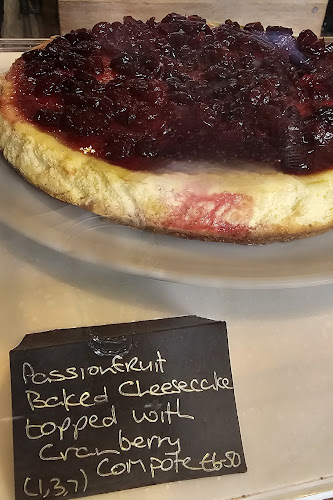 Passionfruit
Baked Cheesecake
topped with
Cranberry
(1,3,7) Compote €6.50